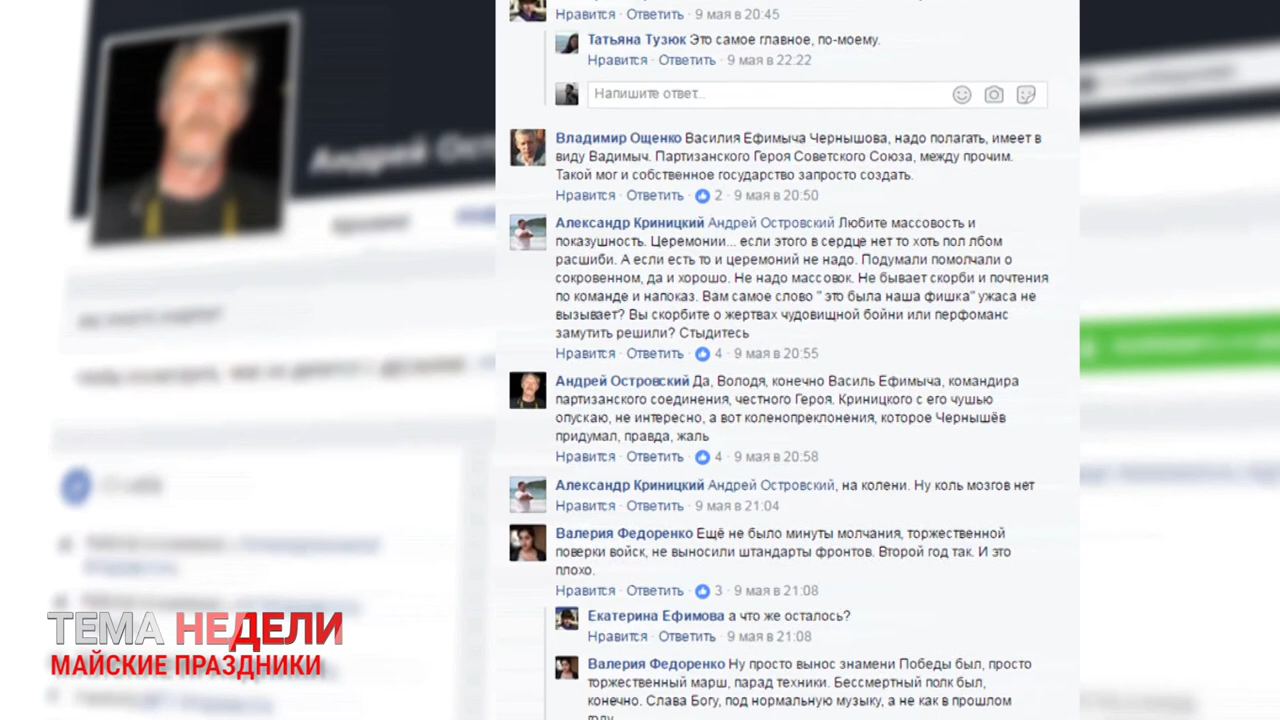 Нравится · Ответить · 9 мая в 20:45
Татьяна Тузюк Это самое главное, по-моему.
Нравится · Ответить · 9 мая в 22:22
Напишите ответ...
Владимир Ощенко Василия Ефимыча Чернышова, надо полагать, имеет в
виду Вадимыч. Партизанского Героя Советского Союза, между прочим.
Такой мог и собственное государство запросто создать.
Нравится · Ответить · 2 · 9 мая в 20:50
Александр Криницкий Андрей Островский Любите массовость и
показушность. Церемонии... если этого в сердце нет то хоть пол лбом
расшиби. А если есть то и церемоний не надо. Подумали помолчали о
сокровенном, да и хорошо. Не надо массовок. Не бывает скорби и почтения
по команде и напоказ. Вам самое слово " это была наша фишка" ужаса не
вызывает? Вы скорбите о жертвах чудовищной бойни или перфоманс
замутить решили? Стыдитесь
Нравится · Ответить · 4 · 9 мая в 20:55
Андрей Островский Да, Володя, конечно Василь Ефимыча, командира
партизанского соединения, честного Героя. Криницкого с его чушью
опускаю, не интересно, а вот коленопреклонения, которое Чернышёв
придумал, правда, жаль
Нравится · Ответить · 4 · 9 мая в 20:58
Александр Криницкий Андрей Островский, на колени. Ну коль мозгов нет
Нравится · Ответить · 9 мая в 21:04
Валерия Федоренко Ещё не было минуты молчания, торжественной
поверки войск, не выносили штандарты фронтов. Второй год так. И это
плохо.
Нравится · Ответить · 3 · 9 мая в 21:08
Екатерина Ефимова а что же осталось?
Нравится · Ответить · 9 мая в 21:08
Валерия Федоренко Ну просто вынос знамени Победы был, просто
торжественный марш, парад техники. Бессмертный полк был,
конечно. Слава Богу, под нормальную музыку, а не как в прошлом
году
Андрей Ост
ТЕМА НЕДЕЛИ
МАЙСКИЕ ПРАЗДНИКИ